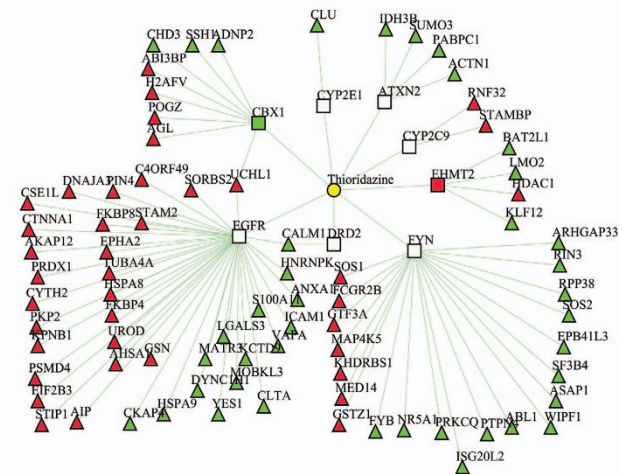 CLU
IDH3B
SUMO3
PABPC1
ACTN1
CHD3
SSH1
ADNP2
ABI3BP
H2AFV
POGZ
AGL
CBX1
CYP2E1
ATXN2
RNF32
STAMBP
CYP2C9
BAT2L1
LMO2
HDAC1
KLF12
EHMT2
Thioridazine
C4ORF49
DNAJA3
PIN4
SORBS2
UCHL1
CSE1L
CTNNA1
FKBP8
STAM2
EGFR
CALM1
DRD2
FYN
ARHGAP33
AKAP12
EPHA2
RIN3
PRDX1
TUBA4A
HNRNPK
SOS1
RPP38
CYTH2
HSPA8
S100A11
ANXA1
FCGR2B
SOS2
PKP2
FKBP4
ICAM1
GTF3A
KPNB1
UROD
LGALS3
VAPA
MAP4K5
EPB41L3
AHSA1
GSN
MATR3
KCTD9
KHDRBS1
SF3B4
PSMD4
DYNC1H1
MOBKL3
MED14
ASAP1
EIF2B3
STIP1
AIP
CKAP4
HSPA9
YES1
CLTA
GSTZ1
FYB
NR5A1
PRKCQ
PTPN4
ABL1
WIPF1
ISG20L2